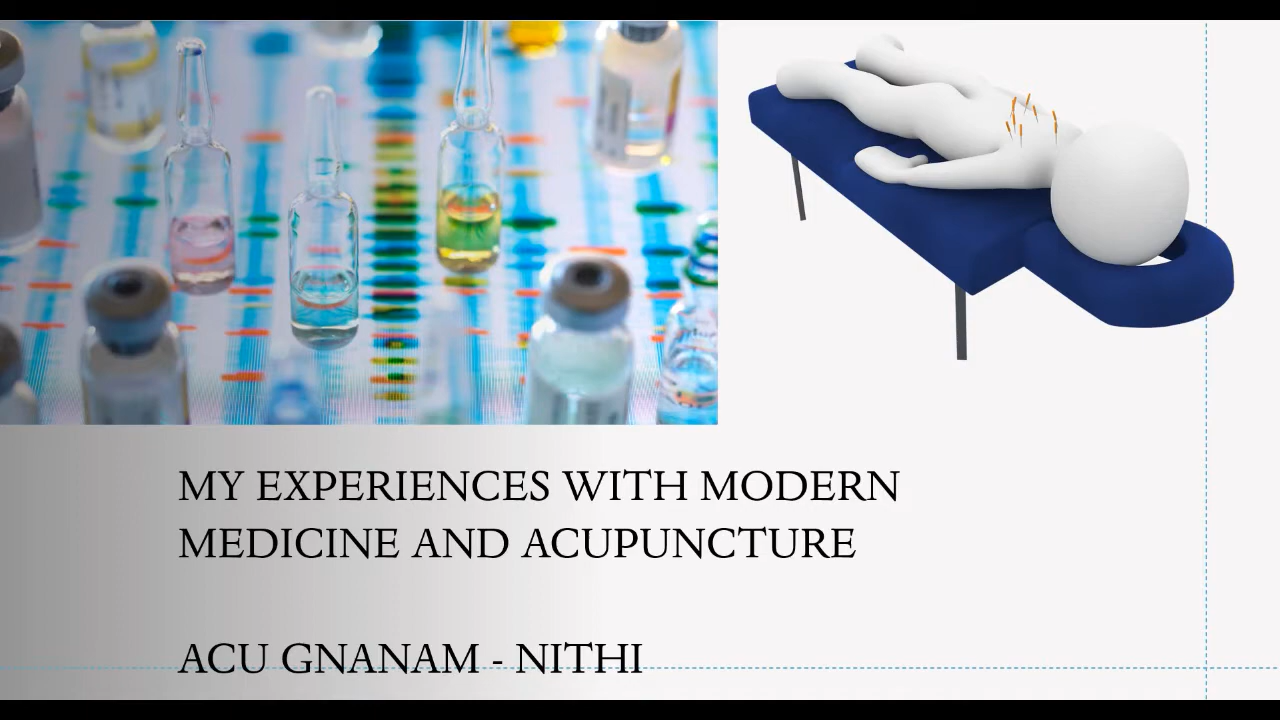 MY EXPERIENCES WITH MODERN
MEDICINE AND ACUPUNCTURE
ACU GNANAM - NITHI